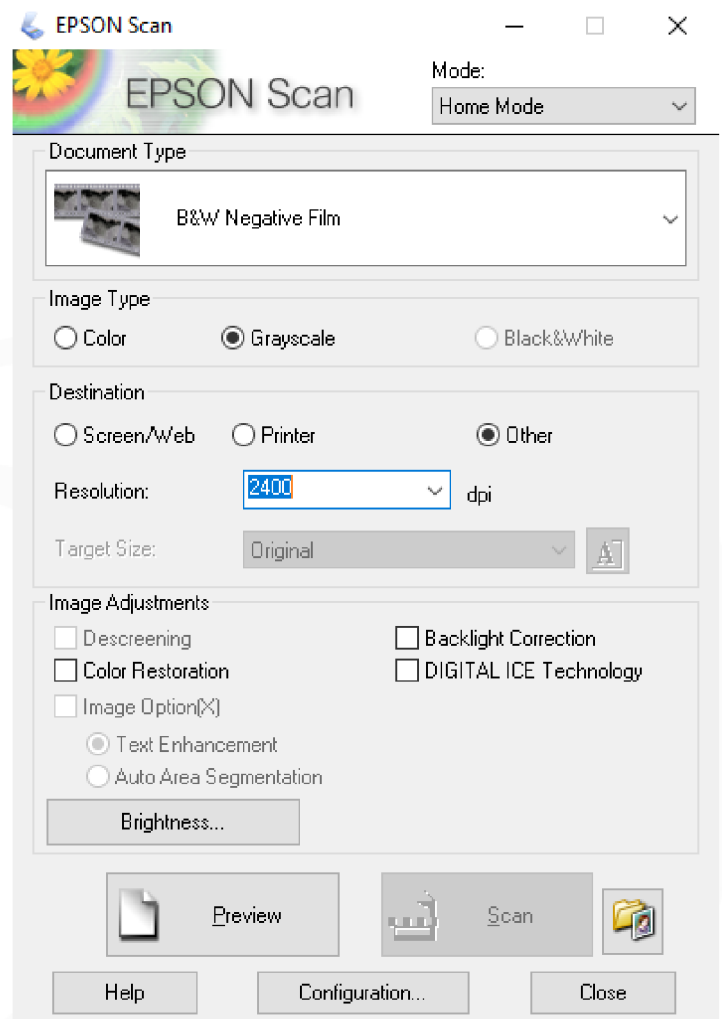 EPSON Scan
EPSON Scan
Mode:
Home Mode
Document Type
B&W Negative Film
Image Type
Color Grayscale Black&White
Destination
Screen/Web Printer Other
Resolution: 2400 dpi
Target Size: Original A
Image Adjustments
Descreening Backlight Correction
Color Restoration DIGITAL ICE Technology
Image Option(X)
Text Enhancement
Auto Area Segmentation
Brightness...
Preview Scan
Help Configuration... Close